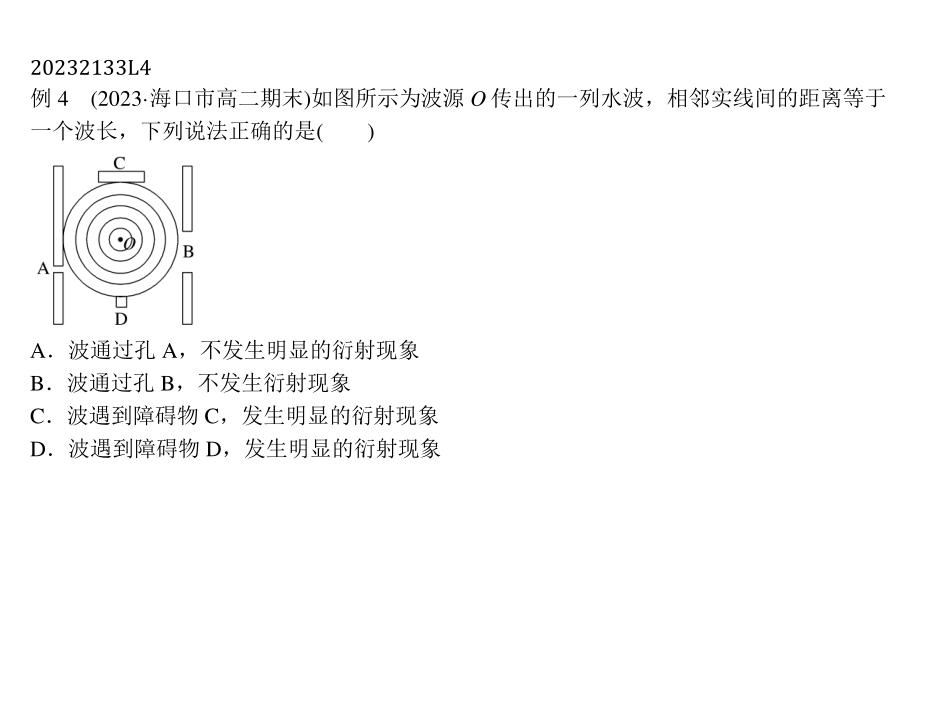 20232133L4
例 4　(2023·海口市高二期末)如图所示为波源 O 传出的一列水波，相邻实线间的距离等于
一个波长，下列说法正确的是(　　)
C
O
B
A
D
A．波通过孔 A，不发生明显的衍射现象
B．波通过孔 B，不发生衍射现象
C．波遇到障碍物 C，发生明显的衍射现象
D．波遇到障碍物 D，发生明显的衍射现象